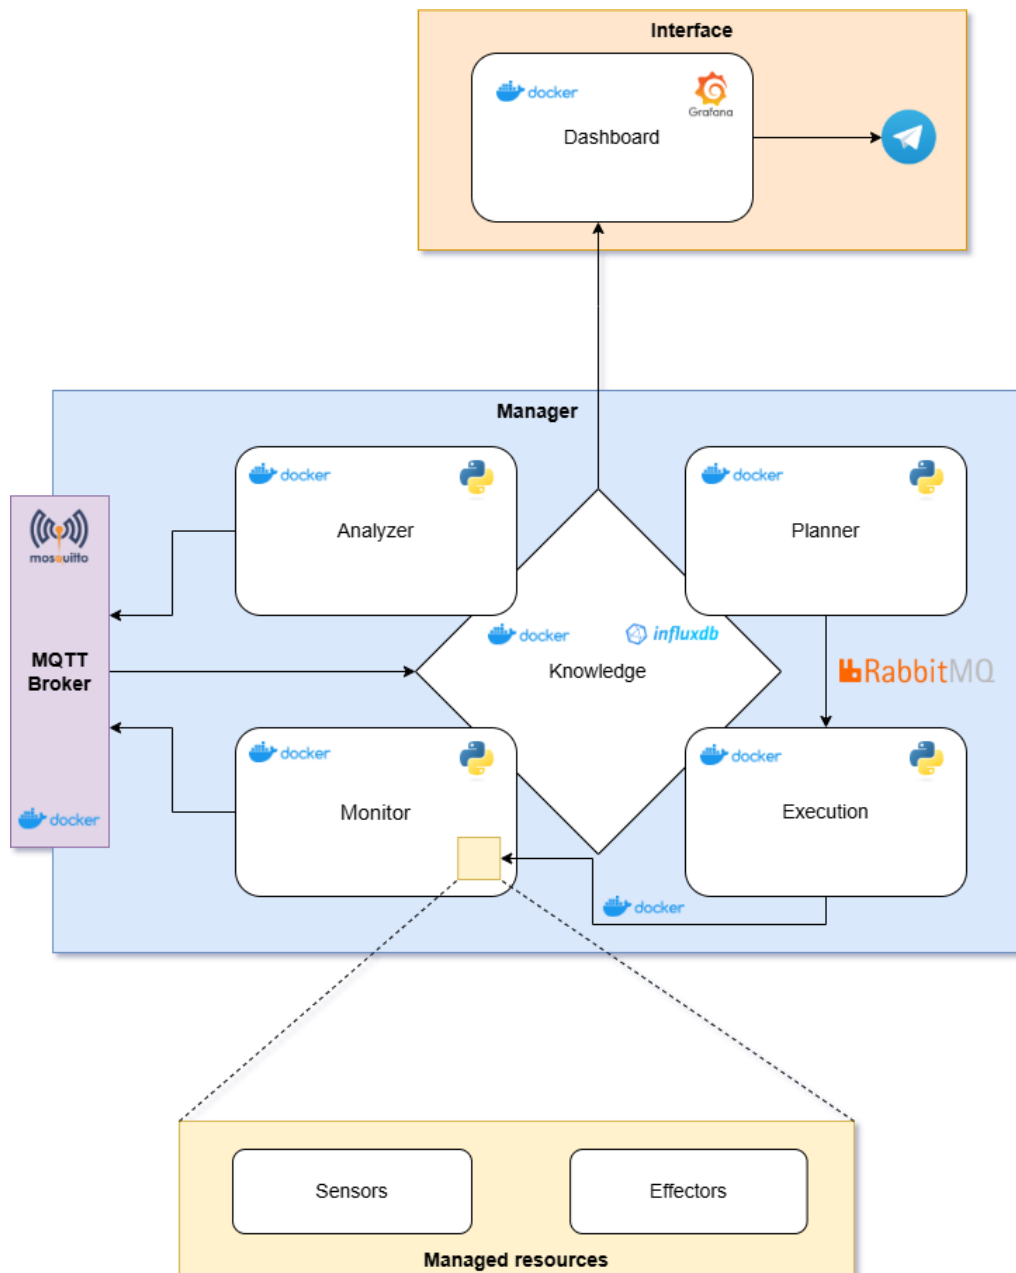 Interface
docker
Grafana
Dashboard
Manager
docker
Analyzer
docker
Planner
mosquitto
MQTT
Broker
docker
docker
influxdb
Knowledge
RabbitMQ
docker
Monitor
docker
Execution
docker
Sensors
Effectors
Managed resources